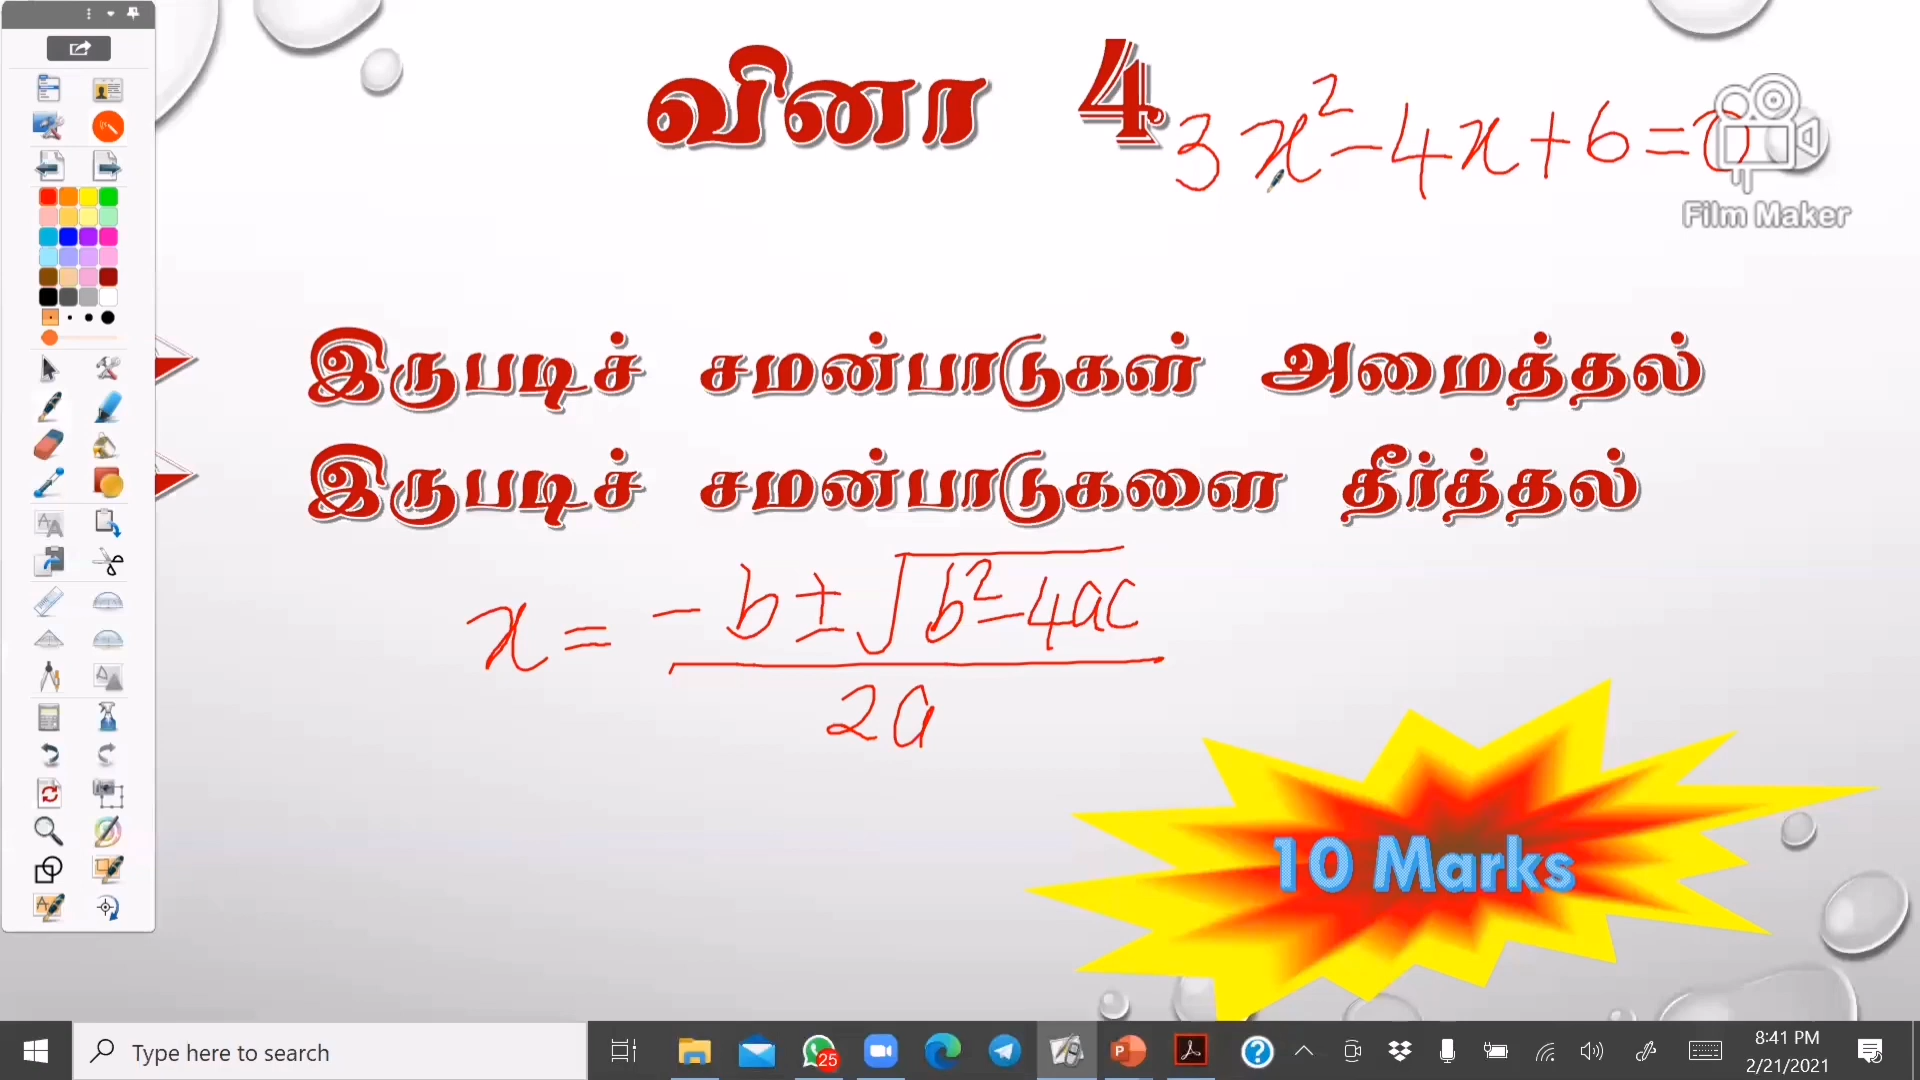 வினா 4
3x²-4x+6=0
Film Maker
இருபடிச் சமன்பாடுகள் அமைத்தல்
இருபடிச் சமன்பாடுகளை தீர்த்தல்
x = -b±√b²-4ac
2a
10 Marks
Type here to search
25
8:41 PM
2/21/2021